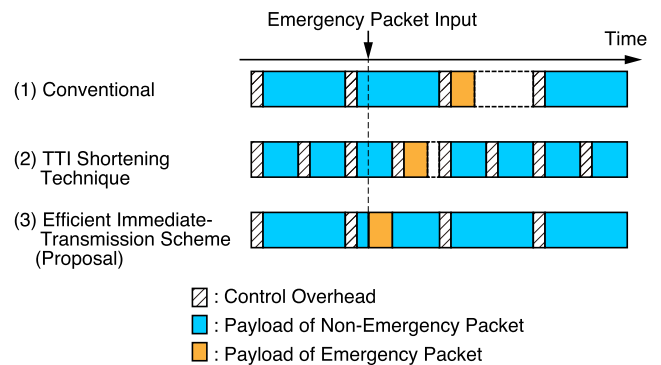 Emergency Packet Input
Time
(1) Conventional
(2) TTI Shortening
Technique
(3) Efficient Immediate-
Transmission Scheme
(Proposal)
: Control Overhead
: Payload of Non-Emergency Packet
: Payload of Emergency Packet